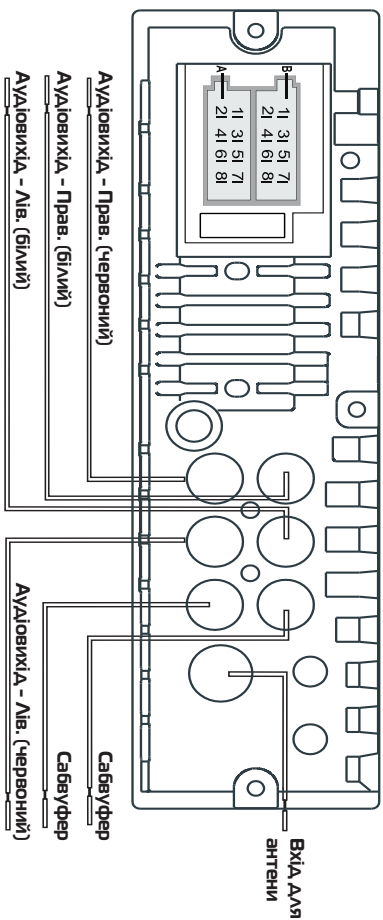 Вхід для
антени
B
1 3 5 7
2 4 6 8
A
1 3 5 7
2 4 6 8
Аудіовихід – Прав. (червоний)
Сабвуфер
Аудіовихід – Прав. (білий)
Сабвуфер
Аудіовихід – Лів. (білий)
Аудіовихід – Лів. (червоний)